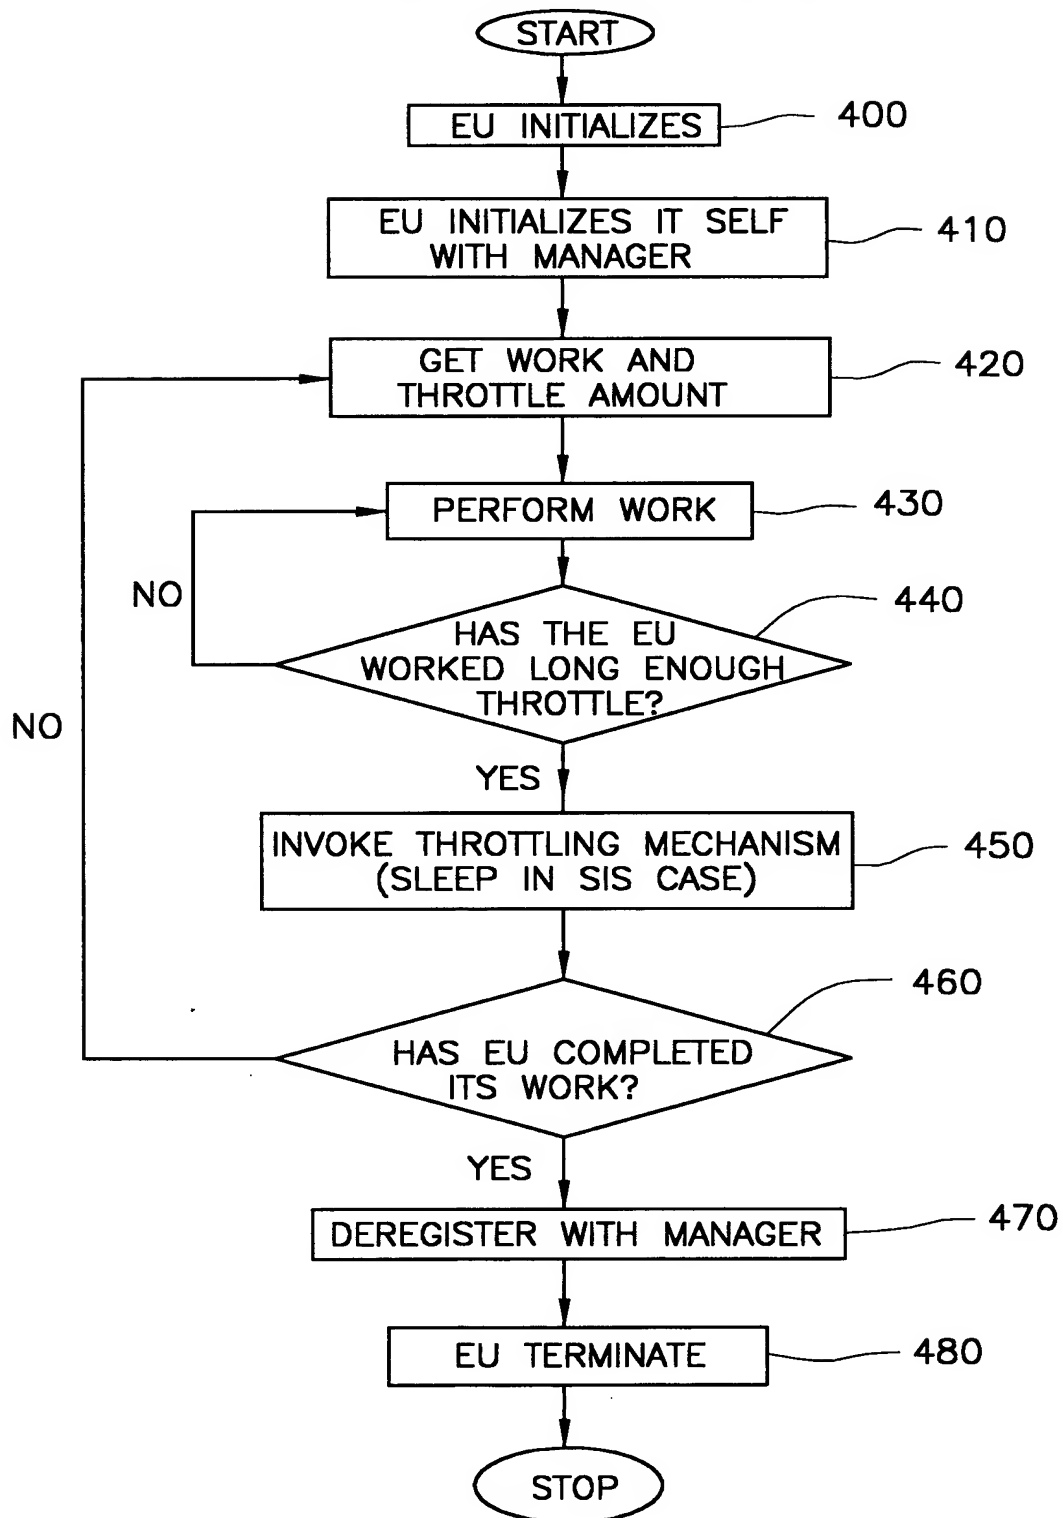 START
EU INITIALIZES
400
EU INITIALIZES IT SELF
WITH MANAGER
410
GET WORK AND
THROTTLE AMOUNT
420
PERFORM WORK
430
NO
HAS THE EU
WORKED LONG ENOUGH
THROTTLE?
440
NO
YES
INVOKE THROTTLING MECHANISM
(SLEEP IN SIS CASE)
450
HAS EU COMPLETED
ITS WORK?
460
YES
DEREGISTER WITH MANAGER
470
EU TERMINATE
480
STOP